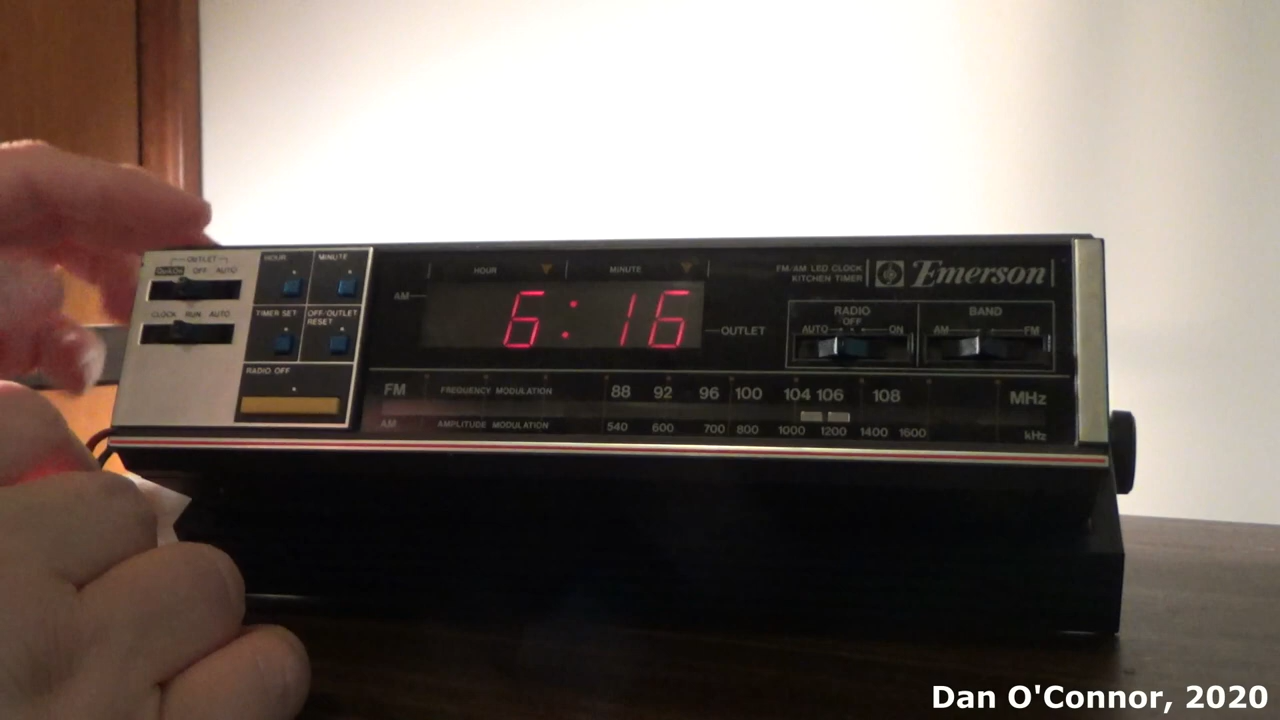 OUTLET
OFF AUTO
CLOCK RUN AUTO
HOUR
MINUTE
TIMER SET
OFF/OUTLET
RESET
RADIO OFF
HOUR
MINUTE
AM
6:16
OUTLET
FM/AM LED CLOCK
KITCHEN TIMER
Emerson
RADIO
OFF
AUTO ON
BAND
AM FM
FM FREQUENCY MODULATION 88 92 96 100 104 106 108 MHz
AM AMPLITUDE MODULATION 540 600 700 800 1000 1200 1400 1600 kHz
Dan O'Connor, 2020